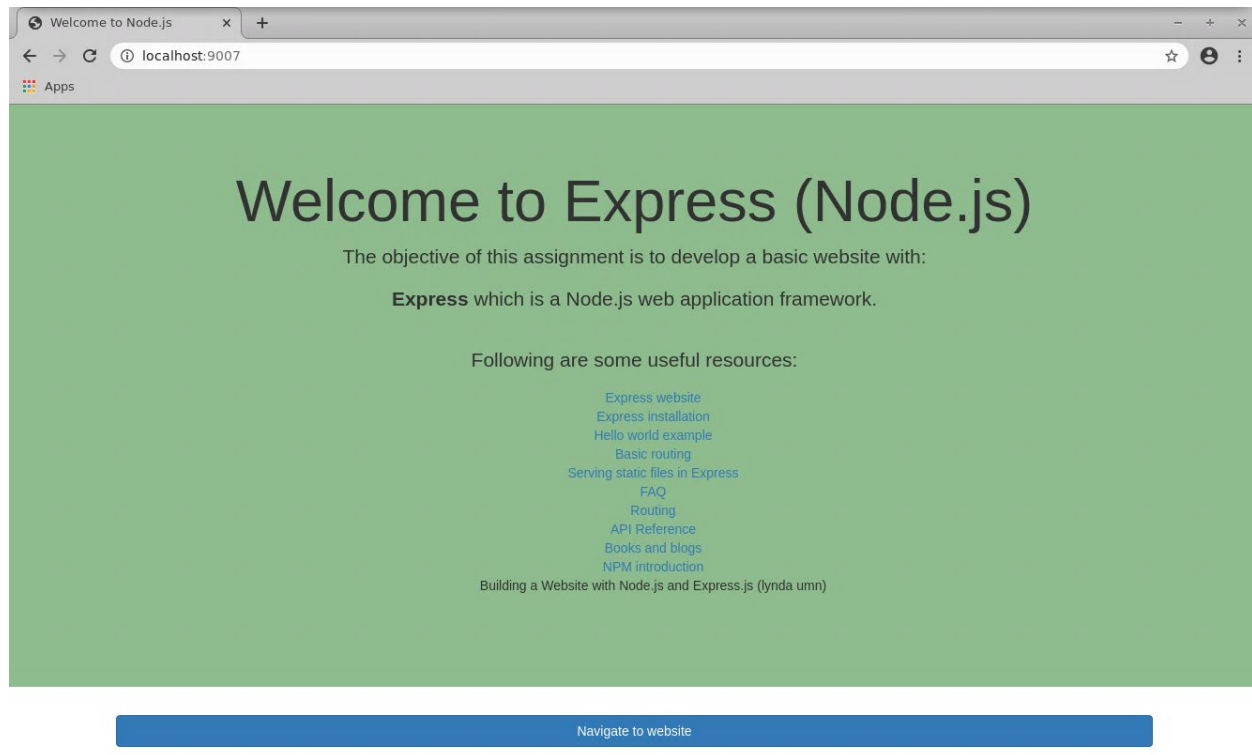 Welcome to Node.js
localhost:9007
Apps
Welcome to Express (Node.js)
The objective of this assignment is to develop a basic website with:
Express which is a Node.js web application framework.
Following are some useful resources:
Express website
Express installation
Hello world example
Basic routing
Serving static files in Express
FAQ
Routing
API Reference
Books and blogs
NPM introduction
Building a Website with Node.js and Express.js (lynda umn)
Navigate to website